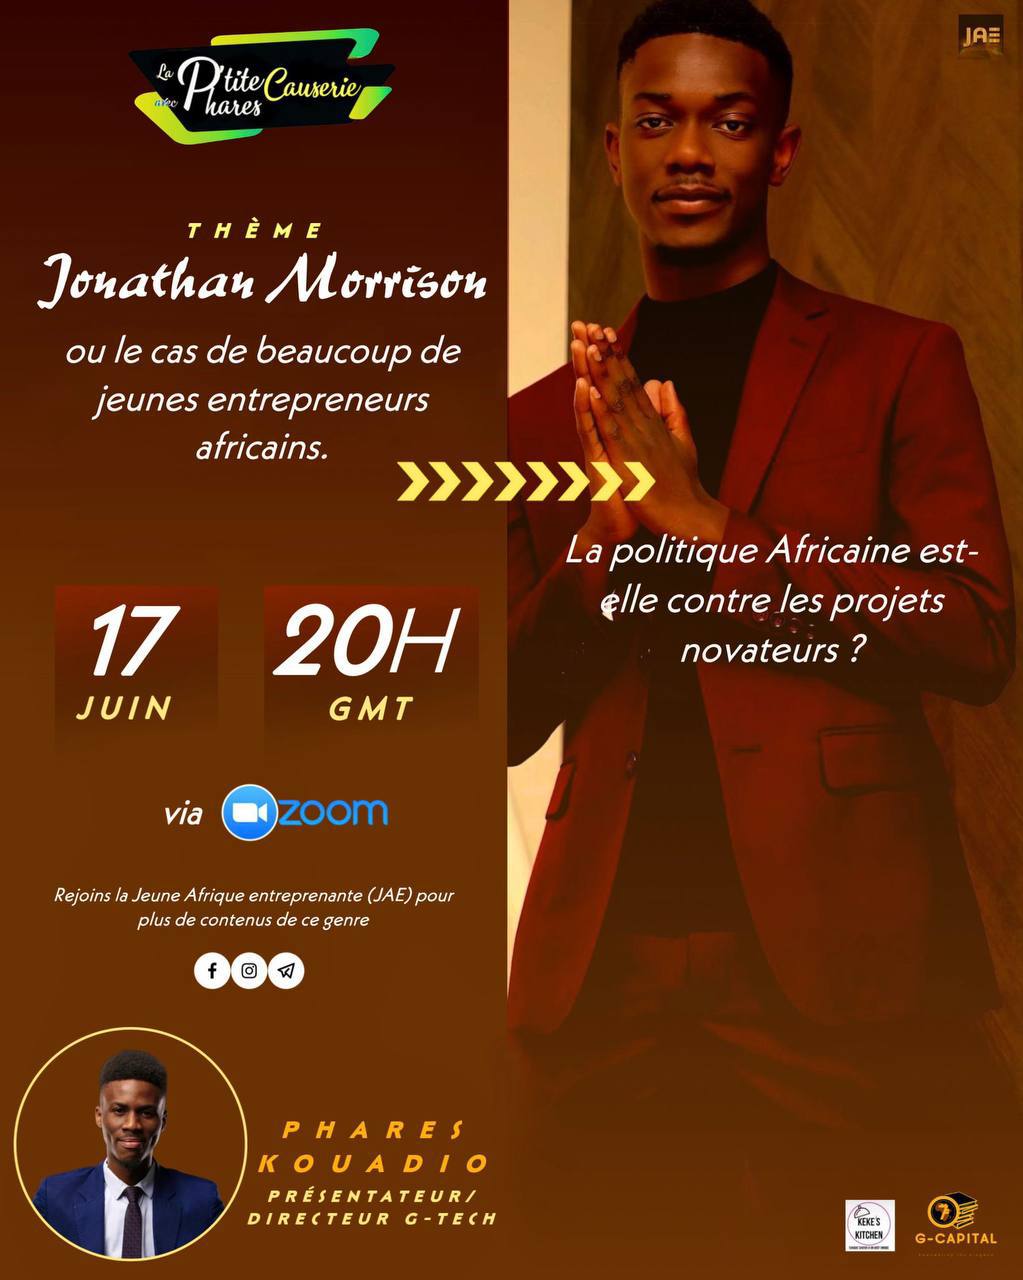 JAE
La P'tite Causerie
avec Phares
THÈME
Jonathan Morrison
ou le cas de beaucoup de
jeunes entrepreneurs
africains.
La politique Africaine est-
elle contre les projets
novateurs ?
17
JUIN
20H
GMT
via zoom
Rejoins la Jeune Afrique entreprenante (JAE) pour
plus de contenus de ce genre
PHARES
KOUADIO
PRÉSENTATEUR/
DIRECTEUR G-TECH
KEKE'S
KITCHEN
G-CAPITAL